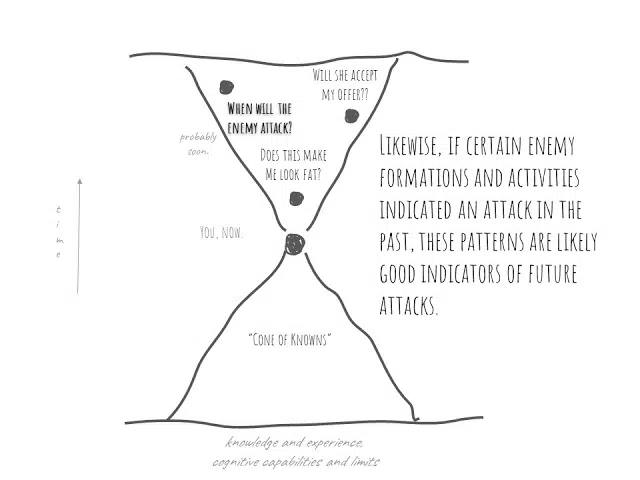 WILL SHE ACCEPT
MY OFFER??
WHEN WILL THE
ENEMY ATTACK?
probably
soon.
DOES THIS MAKE
ME LOOK FAT?
LIKEWISE, IF CERTAIN ENEMY
FORMATIONS AND ACTIVITIES
INDICATED AN ATTACK IN THE
PAST, THESE PATTERNS ARE LIKELY
GOOD INDICATORS OF FUTURE
ATTACKS.
time
YOU, NOW.
"CONE OF KNOWNS"
knowledge and experience,
cognitive capabilities and limits